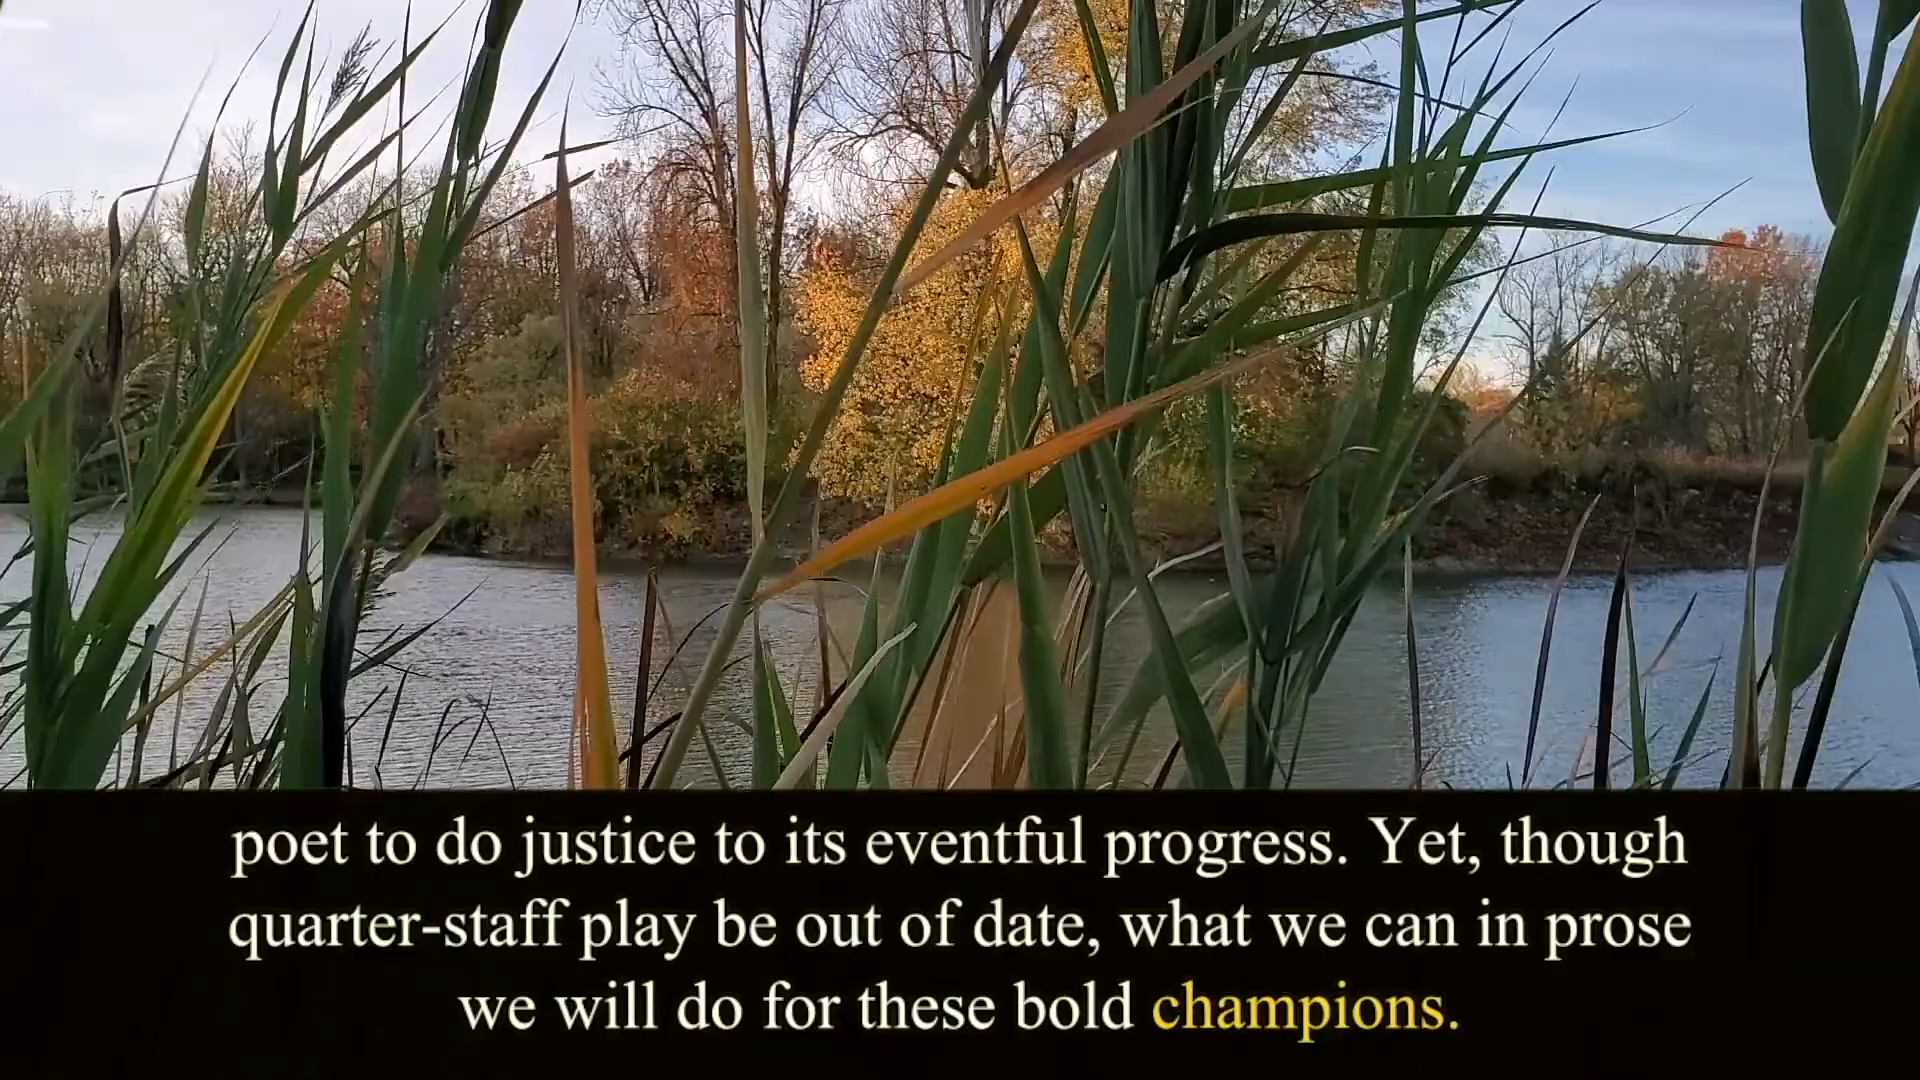 poet to do justice to its eventful progress. Yet, though
quarter-staff play be out of date, what we can in prose
we will do for these bold champions.